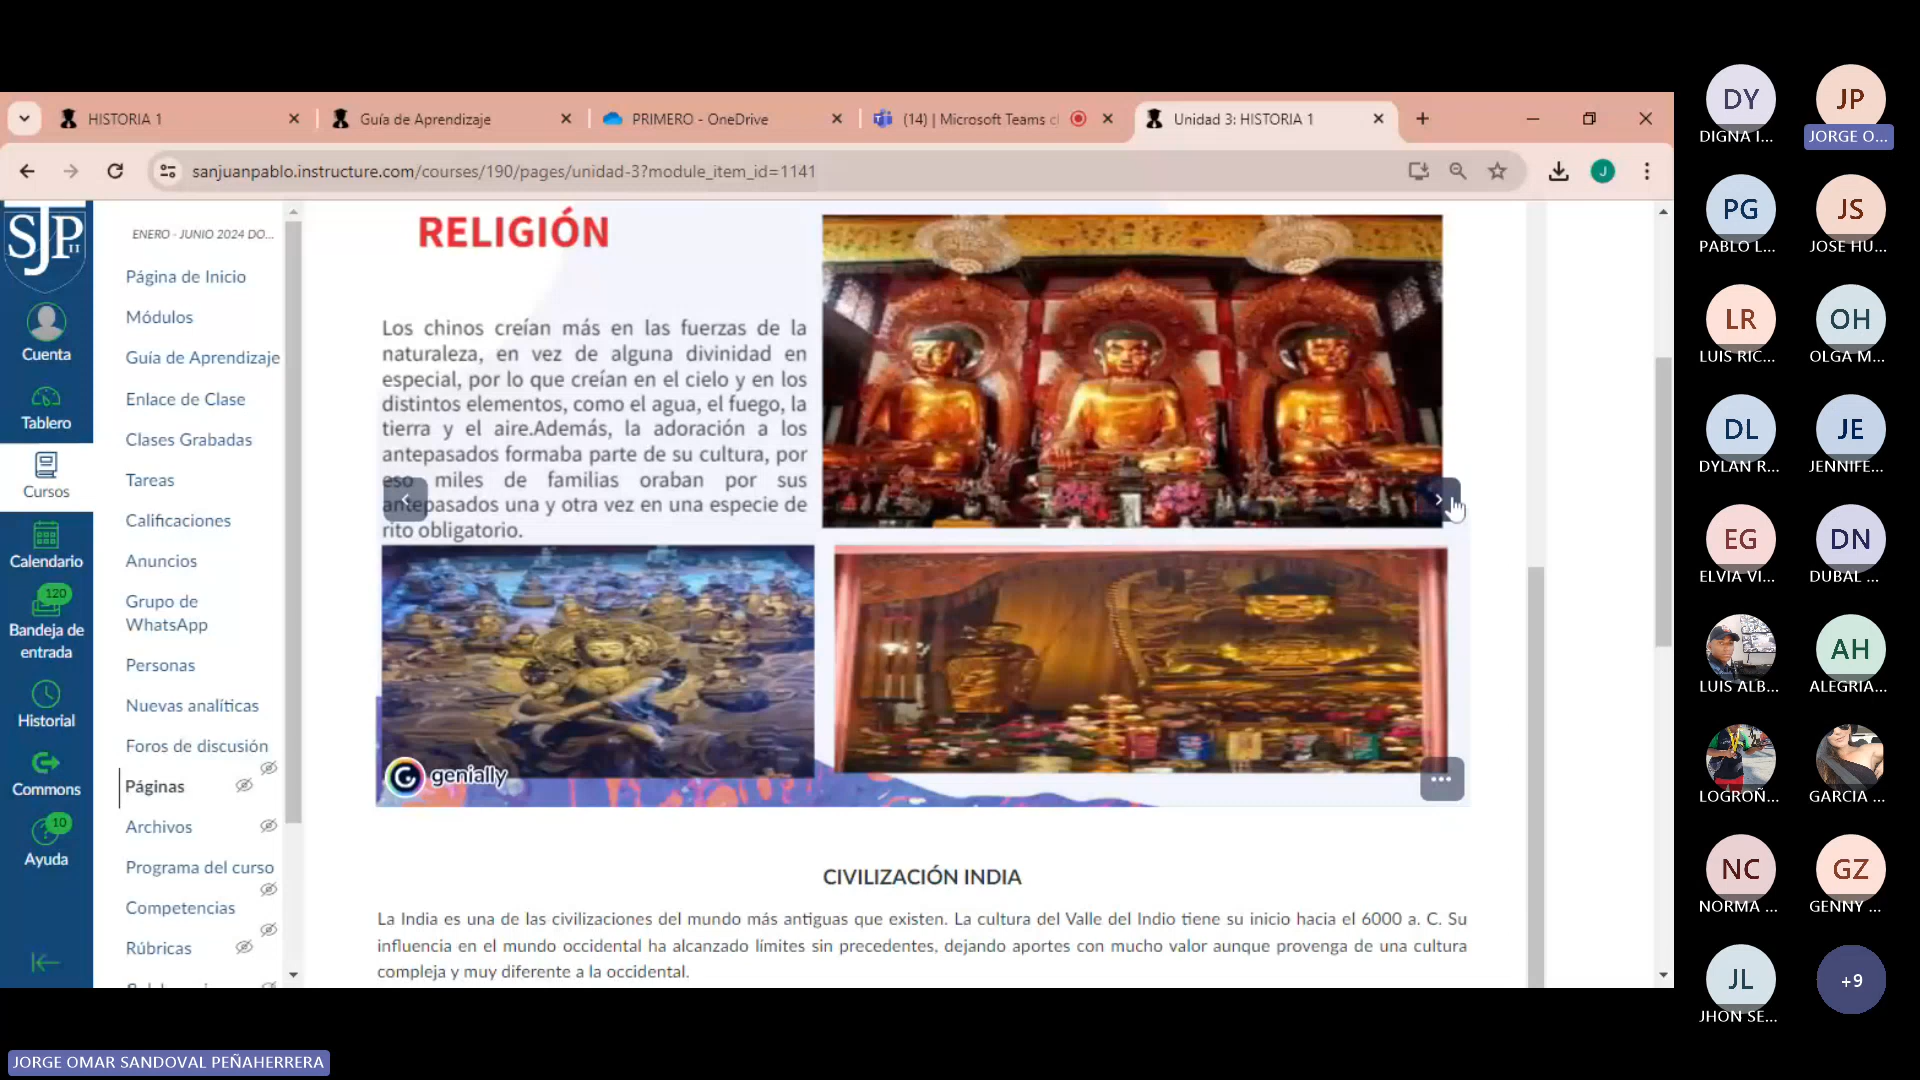 HISTORIA 1
Guía de Aprendizaje
PRIMERO - OneDrive
(14) | Microsoft Teams c
Unidad 3: HISTORIA 1
sanjuanpablo.instructure.com/courses/190/pages/unidad-3?module_item_id=1141
J
SJP
II
Cuenta
Tablero
Cursos
Calendario
120
Bandeja de
entrada
Historial
Commons
10
Ayuda
ENERO - JUNIO 2024 DO...
Página de Inicio
Módulos
Guía de Aprendizaje
Enlace de Clase
Clases Grabadas
Tareas
Calificaciones
Anuncios
Grupo de
WhatsApp
Personas
Nuevas analíticas
Foros de discusión
Páginas
Archivos
Programa del curso
Competencias
Rúbricas
RELIGIÓN
Los chinos creían más en las fuerzas de la
naturaleza, en vez de alguna divinidad en
especial, por lo que creían en el cielo y en los
distintos elementos, como el agua, el fuego, la
tierra y el aire.Además, la adoración a los
antepasados formaba parte de su cultura, por
eso miles de familias oraban por sus
antepasados una y otra vez en una especie de
rito obligatorio.
genially
CIVILIZACIÓN INDIA
La India es una de las civilizaciones del mundo más antiguas que existen. La cultura del Valle del Indio tiene su inicio hacia el 6000 a. C. Su
influencia en el mundo occidental ha alcanzado límites sin precedentes, dejando aportes con mucho valor aunque provenga de una cultura
compleja y muy diferente a la occidental.
DY
DIGNA I...
JP
JORGE O...
PG
PABLO L...
JS
JOSE HU...
LR
LUIS RIC...
OH
OLGA M...
DL
DYLAN R...
JE
JENNIFE...
EG
ELVIA VI...
DN
DUBAL ...
LUIS ALB...
AH
ALEGRIA...
LOGROÑ...
GARCIA ...
NC
NORMA ...
GZ
GENNY ...
JL
JHON SE...
+9
JORGE OMAR SANDOVAL PEÑAHERRERA